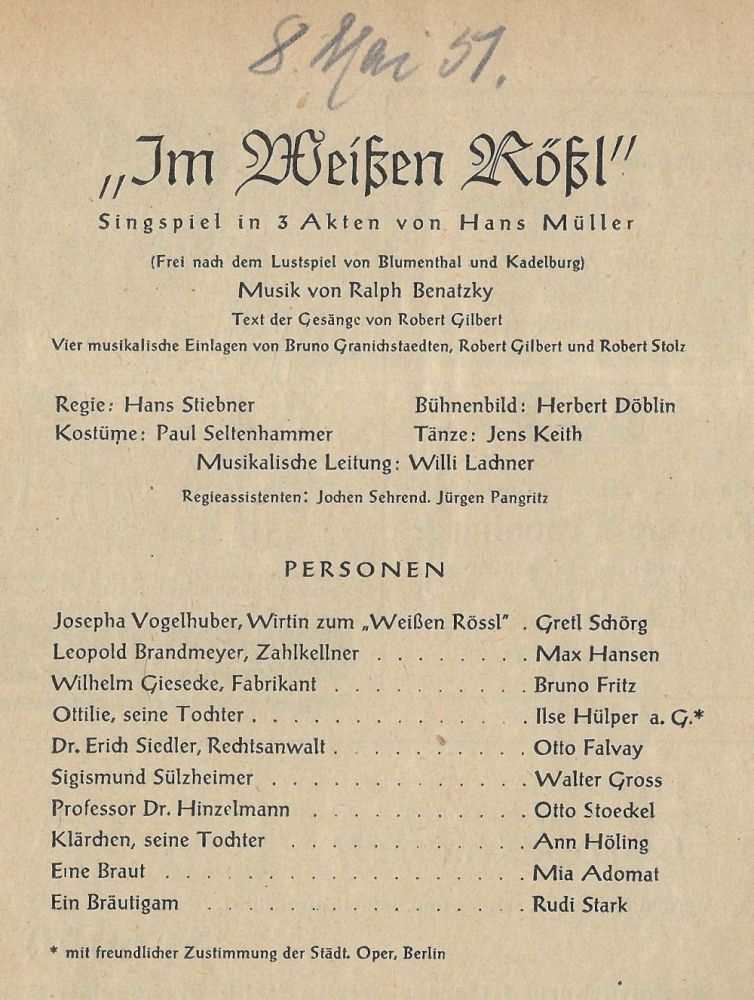 8. Mai 51.
„Im Weißen Rößl"
Singspiel in 3 Akten von Hans Müller
(Frei nach dem Lustspiel von Blumenthal und Kadelburg)
Musik von Ralph Benatzky
Text der Gesänge von Robert Gilbert
Vier musikalische Einlagen von Bruno Granichstaedten, Robert Gilbert und Robert Stolz
Regie: Hans Stiebner Bühnenbild: Herbert Döblin
Kostüme: Paul Seltenhammer Tänze: Jens Keith
Musikalische Leitung: Willi Lachner
Regieassistenten: Jochen Sehrend. Jürgen Pangritz
PERSONEN
Josepha Vogelhuber, Wirtin zum „Weißen Rössl" . Gretl Schörg
Leopold Brandmeyer, Zahlkellner . . . . . . . . Max Hansen
Wilhelm Giesecke, Fabrikant . . . . . . . . . . Bruno Fritz
Ottilie, seine Tochter . . . . . . . . . . . . . . Ilse Hülper a. G.*
Dr. Erich Siedler, Rechtsanwalt . . . . . . . . . . Otto Falvay
Sigismund Sülzheimer . . . . . . . . . . . . . Walter Gross
Professor Dr. Hinzelmann . . . . . . . . . . . Otto Stoeckel
Klärchen, seine Tochter . . . . . . . . . . . . Ann Höling
Eine Braut . . . . . . . . . . . . . . . . . . Mia Adomat
Ein Bräutigam . . . . . . . . . . . . . . . . Rudi Stark
* mit freundlicher Zustimmung der Städt. Oper, Berlin